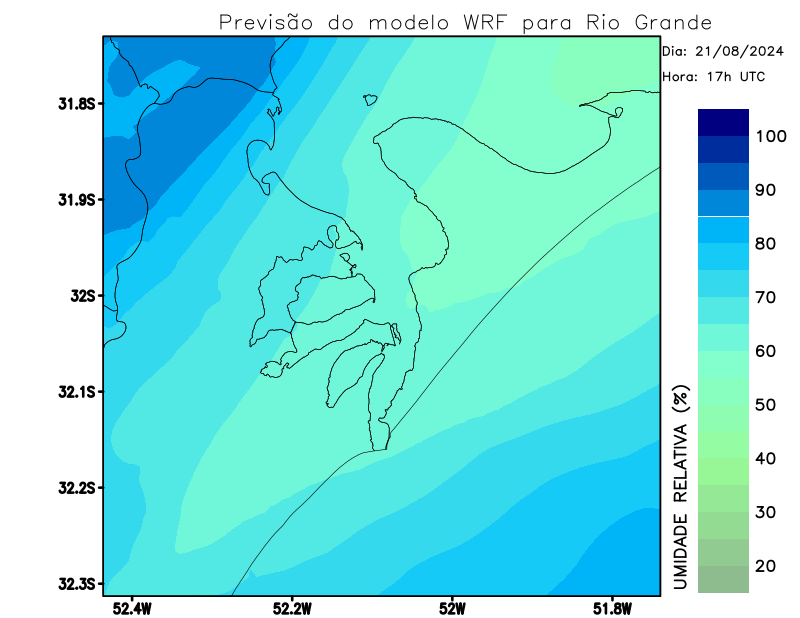 Previsão do modelo WRF para Rio Grande
Dia: 21/08/2024
Hora: 17h UTC
31.8S
31.9S
32S
32.1S
32.2S
32.3S
52.4W
52.2W
52W
51.8W
100
90
80
70
60
50
40
30
20
UMIDADE RELATIVA (%)